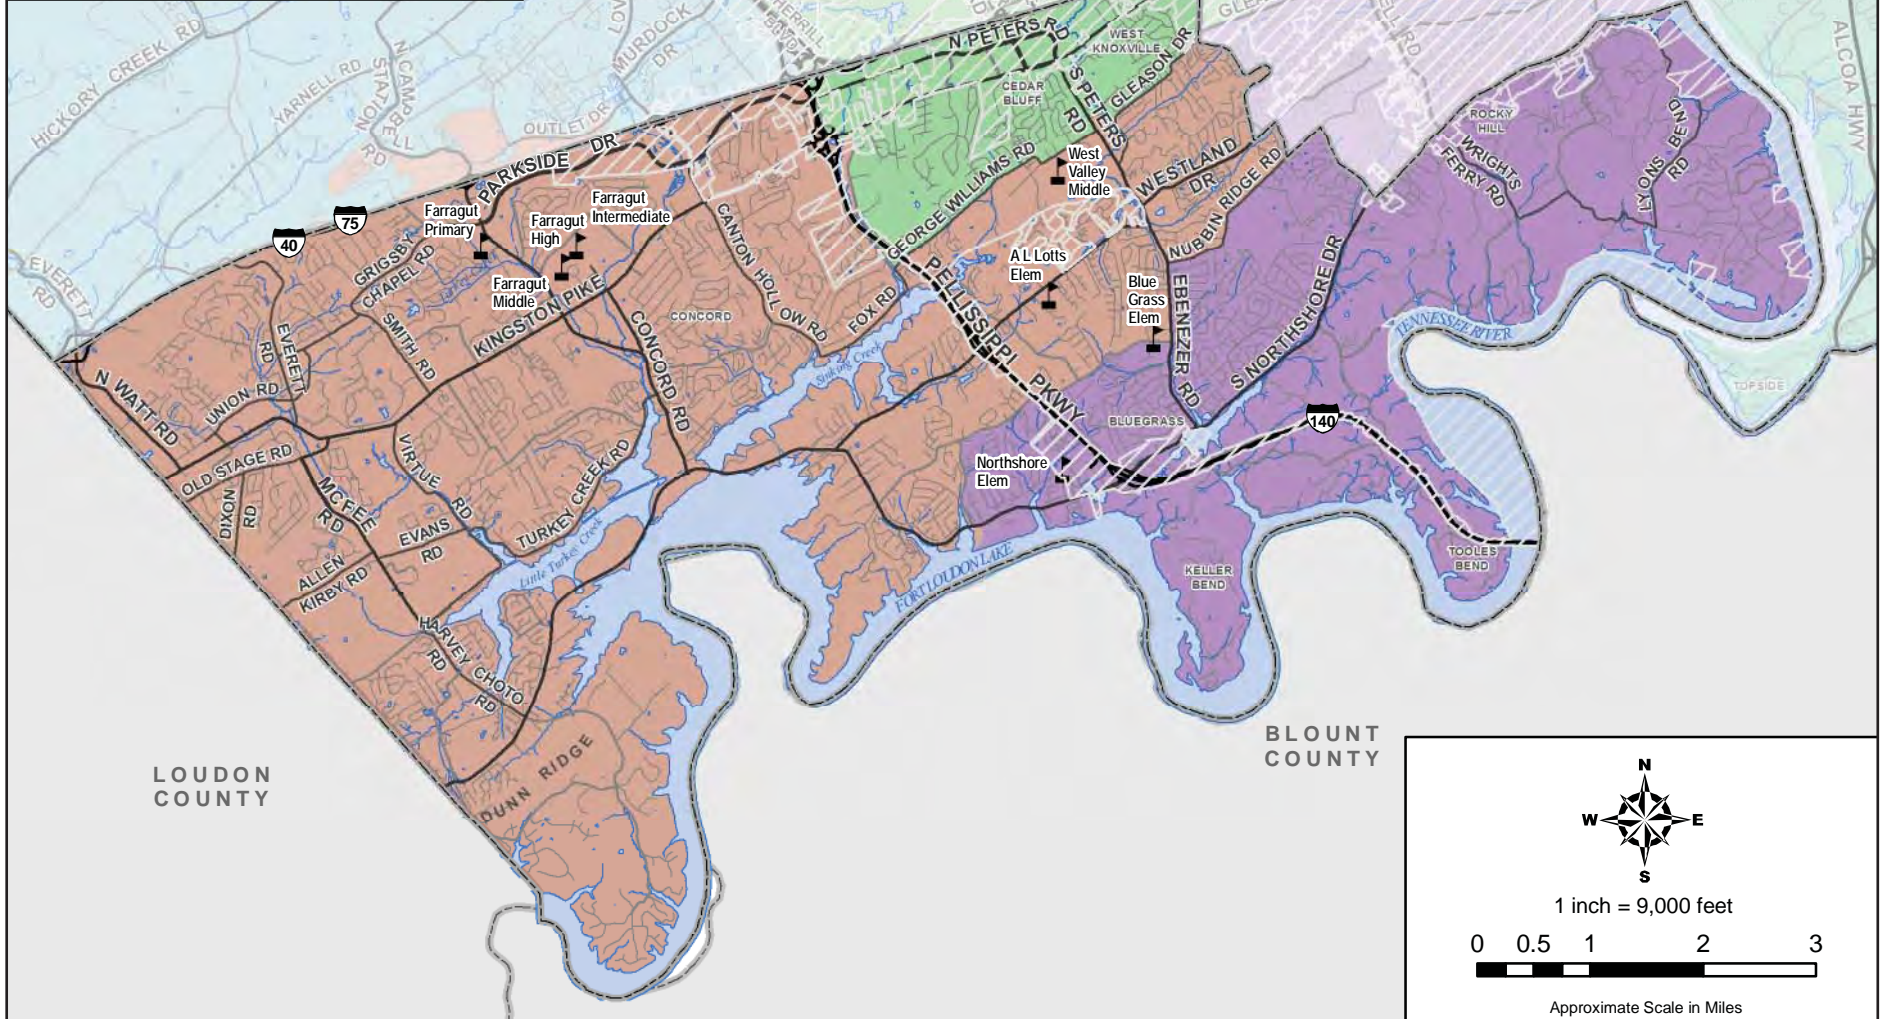 HICKORY CREEK RD
YARNELL RD
N CAMPBELL
STATION RD
LOV
MURDOCK
DR
OUTLET DR
HERRILL
BLVD
N PETERS RD
WEST
KNOXVILLE
GLEASON DR
CEDAR
BLUFF
S PETERS
RD
GLEA
ELL RD
ALCOA HWY
ROCKY
HILL
LYONS BEND
RD
WRIGHTS
FERRY RD
EVERETT
RD
40
75
PARKSIDE DR
Farragut
Primary
Farragut
High
Farragut
Intermediate
Farragut
Middle
GRIGSBY
CHAPEL RD
SMITH RD
KINGSTON PIKE
EVERETT
RD
UNION RD
N WATT RD
OLD STAGE RD
DIXON
RD
MCFEE
RD
VIRTUE RD
EVANS
RD
ALLEN
KIRBY RD
TURKEY CREEK RD
Little Turkey Creek
HARVEY
RD
CHOTO
RD
DUNN RIDGE
CONCORD
CONCORD RD
CANTON HOLLOW RD
FOX RD
Sinking Creek
GEORGE WILLIAMS RD
West
Valley
Middle
WESTLAND
DR
NUBBIN RIDGE RD
A L Lotts
Elem
Blue
Grass
Elem
EBENEZER RD
PELLISSIPPI PKWY
S NORTHSHORE DR
BLUEGRASS
Northshore
Elem
140
TENNESSEE RIVER
TOPSIDE
FORT LOUDON LAKE
KELLER
BEND
TOOLES
BEND
LOUDON
COUNTY
BLOUNT
COUNTY
N
W
E
S
1 inch = 9,000 feet
0 0.5 1 2 3
Approximate Scale in Miles